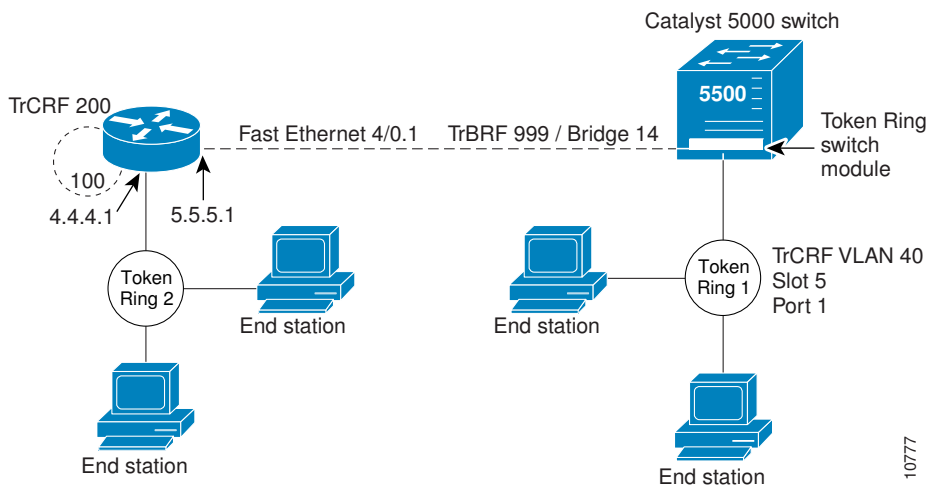 Catalyst 5000 switch
5500
TrCRF 200
Fast Ethernet 4/0.1
TrBRF 999 / Bridge 14
Token Ring
switch
module
100
4.4.4.1
5.5.5.1
Token
Ring 2
End station
End station
Token
Ring 1
TrCRF VLAN 40
Slot 5
Port 1
End station
End station
10777